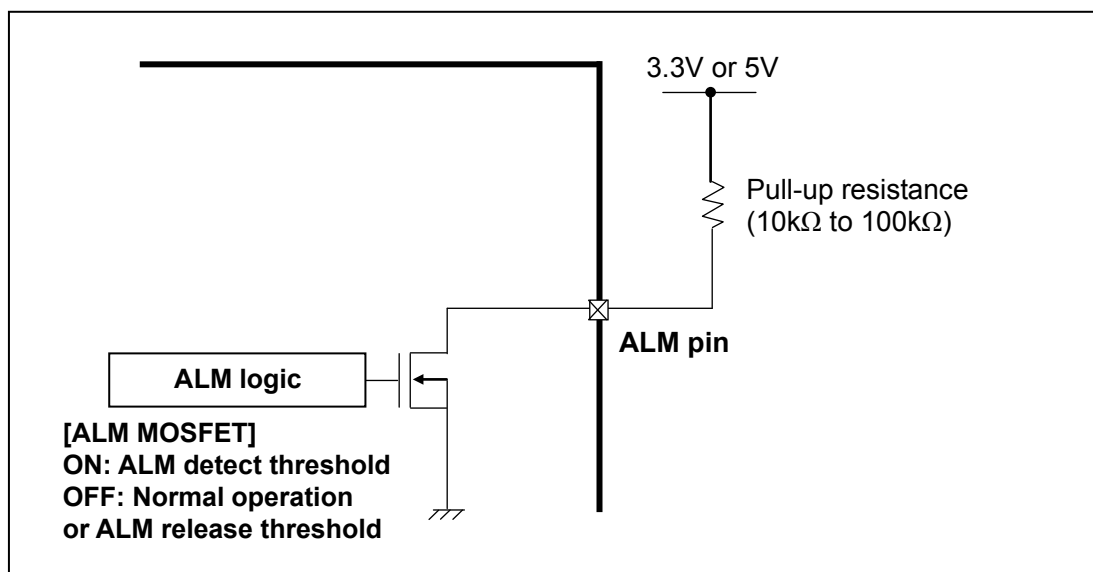 3.3V or 5V
Pull-up resistance
(10kΩ to 100kΩ)
ALM pin
ALM logic
[ALM MOSFET]
ON: ALM detect threshold
OFF: Normal operation
or ALM release threshold